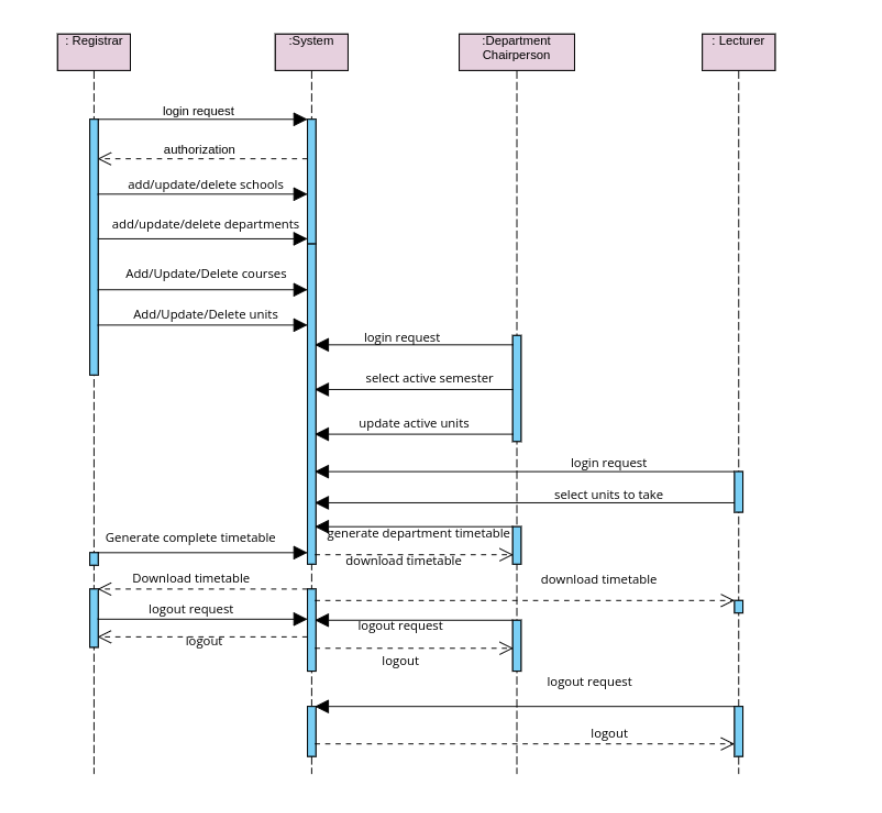 : Registrar
:System
:Department
Chairperson
: Lecturer
login request
authorization
add/update/delete schools
add/update/delete departments
Add/Update/Delete courses
Add/Update/Delete units
login request
select active semester
update active units
login request
select units to take
generate department timetable
Generate complete timetable
download timetable
Download timetable
download timetable
logout request
logout request
logout
logout
logout request
logout